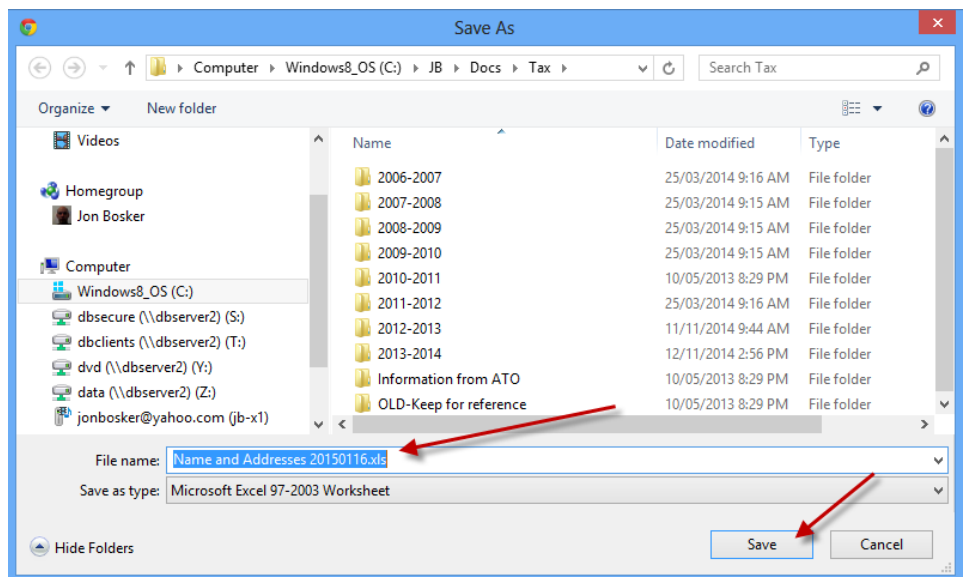 Save As
Computer Windows8_OS (C:) JB Docs Tax Search Tax
Organize New folder
Videos
Homegroup
Jon Bosker
Computer
Windows8_OS (C:)
dbsecure (\\dbserver2) (S:)
dbclients (\\dbserver2) (T:)
dvd (\\dbserver2) (Y:)
data (\\dbserver2) (Z:)
jonbosker@yahoo.com (jb-x1)
Name Date modified Type
2006-2007 25/03/2014 9:16 AM File folder
2007-2008 25/03/2014 9:15 AM File folder
2008-2009 25/03/2014 9:15 AM File folder
2009-2010 25/03/2014 9:15 AM File folder
2010-2011 10/05/2013 8:29 PM File folder
2011-2012 25/03/2014 9:16 AM File folder
2012-2013 11/11/2014 9:44 AM File folder
2013-2014 12/11/2014 2:56 PM File folder
Information from ATO 10/05/2013 8:29 PM File folder
OLD-Keep for reference 10/05/2013 8:29 PM File folder
File name: Name and Addresses 20150116.xls
Save as type: Microsoft Excel 97-2003 Worksheet
Hide Folders Save Cancel